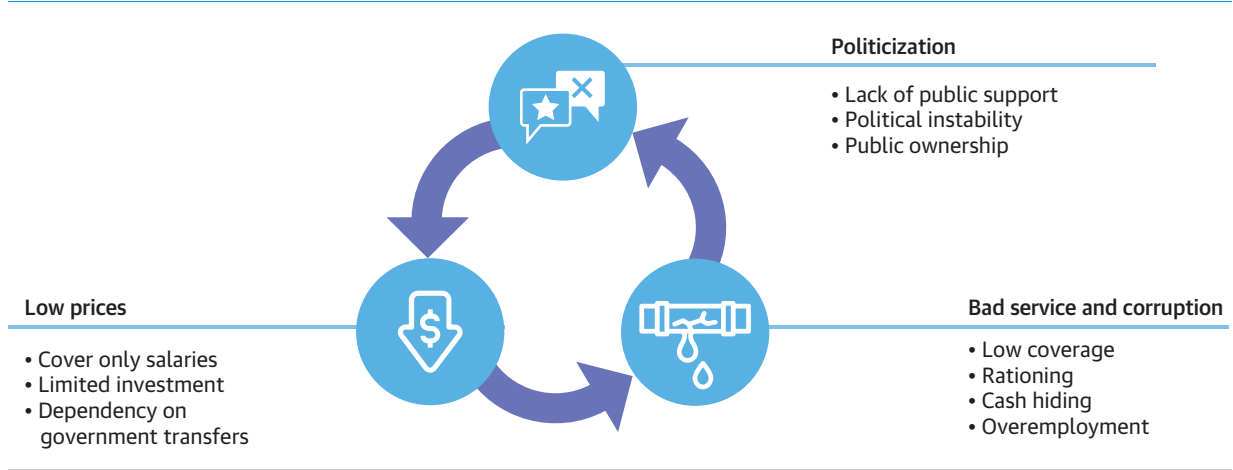 Politicization
• Lack of public support
• Political instability
• Public ownership
$
Low prices
• Cover only salaries
• Limited investment
• Dependency on
government transfers
Bad service and corruption
• Low coverage
• Rationing
• Cash hiding
• Overemployment